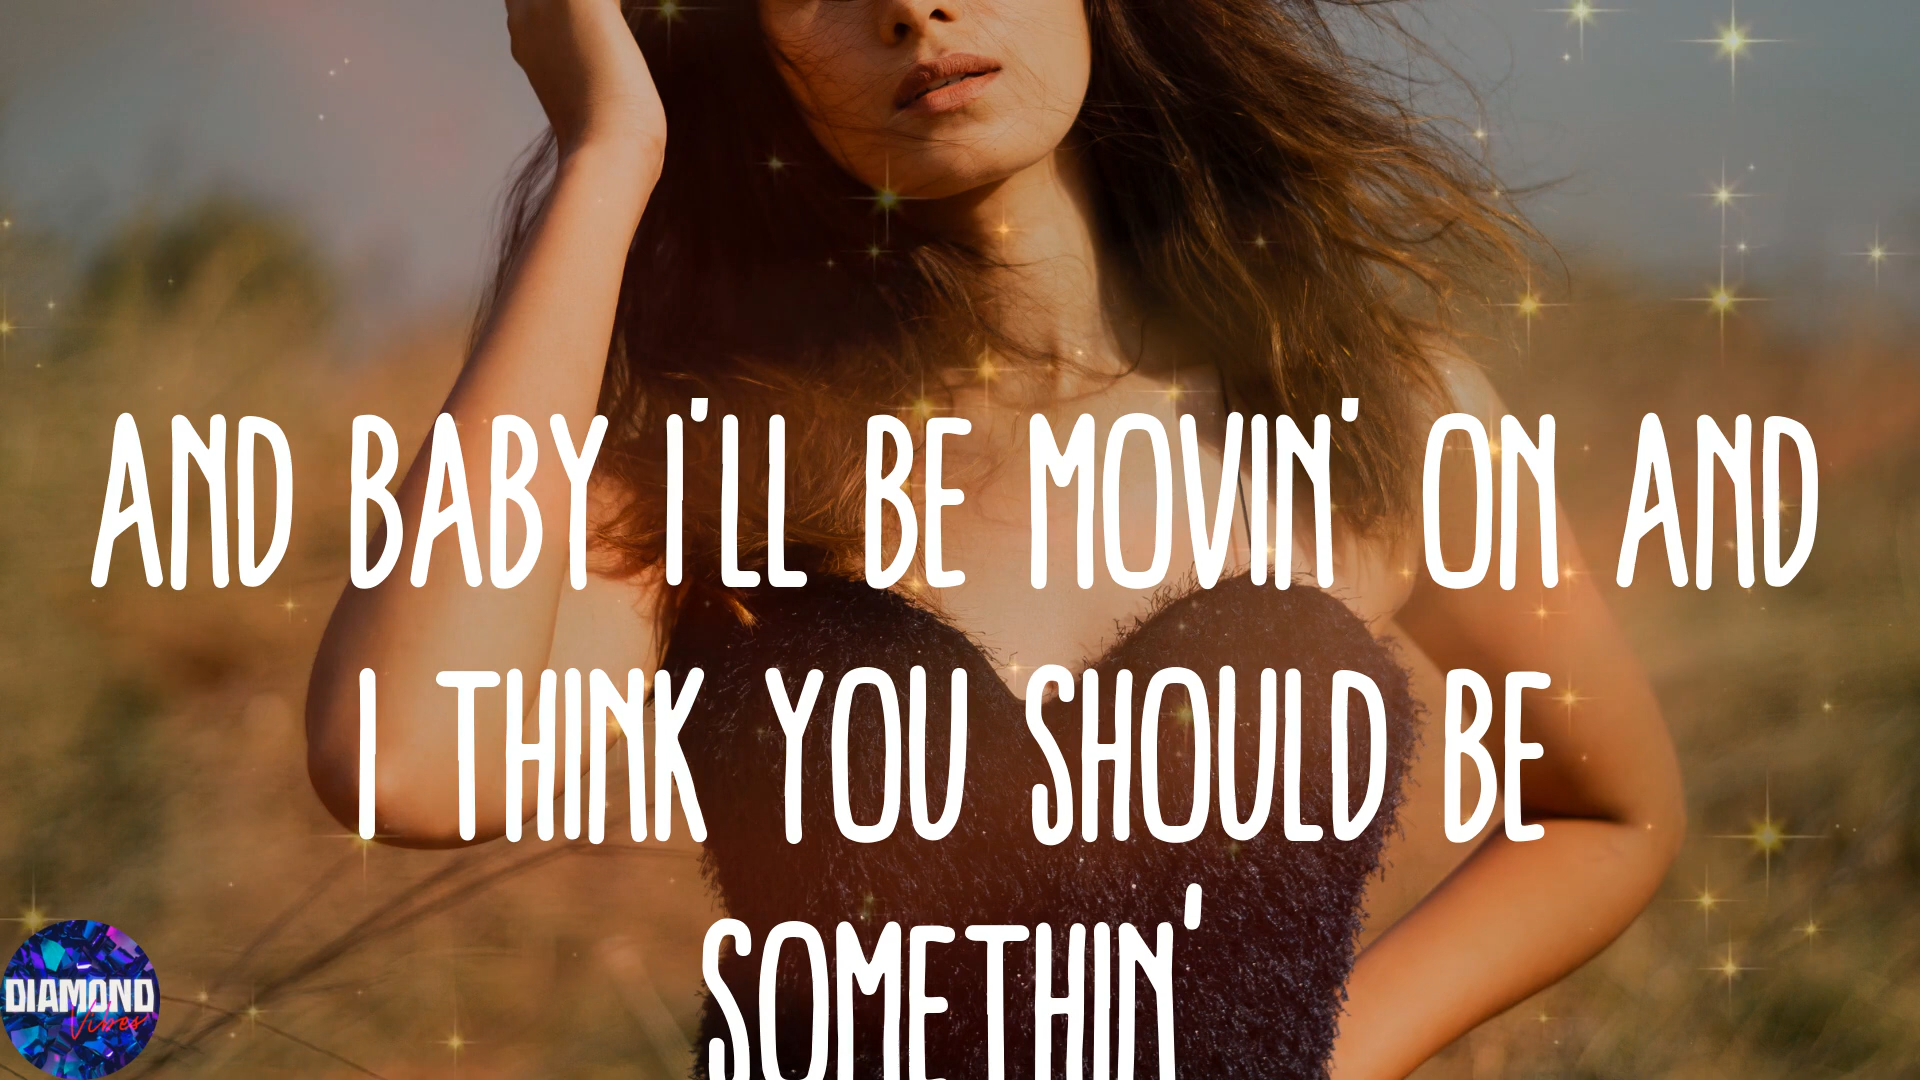 AND BABY I'LL BE MOVIN' ON AND
I THINK YOU SHOULD BE
SOMETHIN'
DIAMOND
Vibes